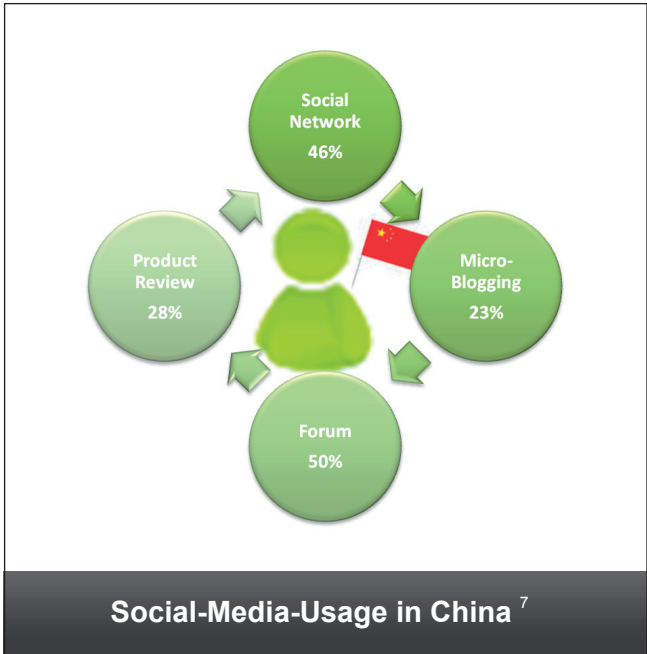 Social
Network
46%
Product
Review
28%
Micro-
Blogging
23%
Forum
50%
Social-Media-Usage in China 7